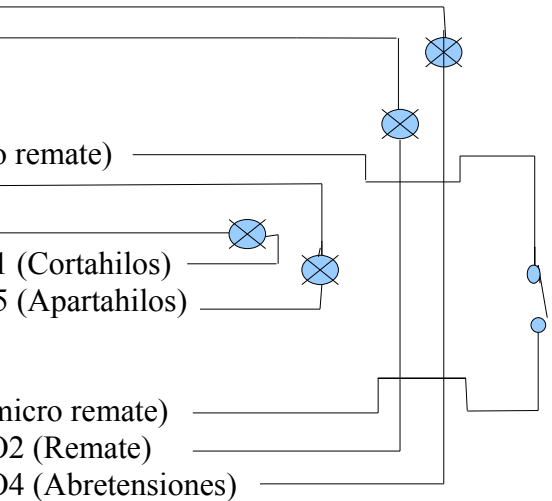 o remate)
1 (Cortahilos)
5 (Apartahilos)
micro remate)
O2 (Remate)
O4 (Abretensiones)